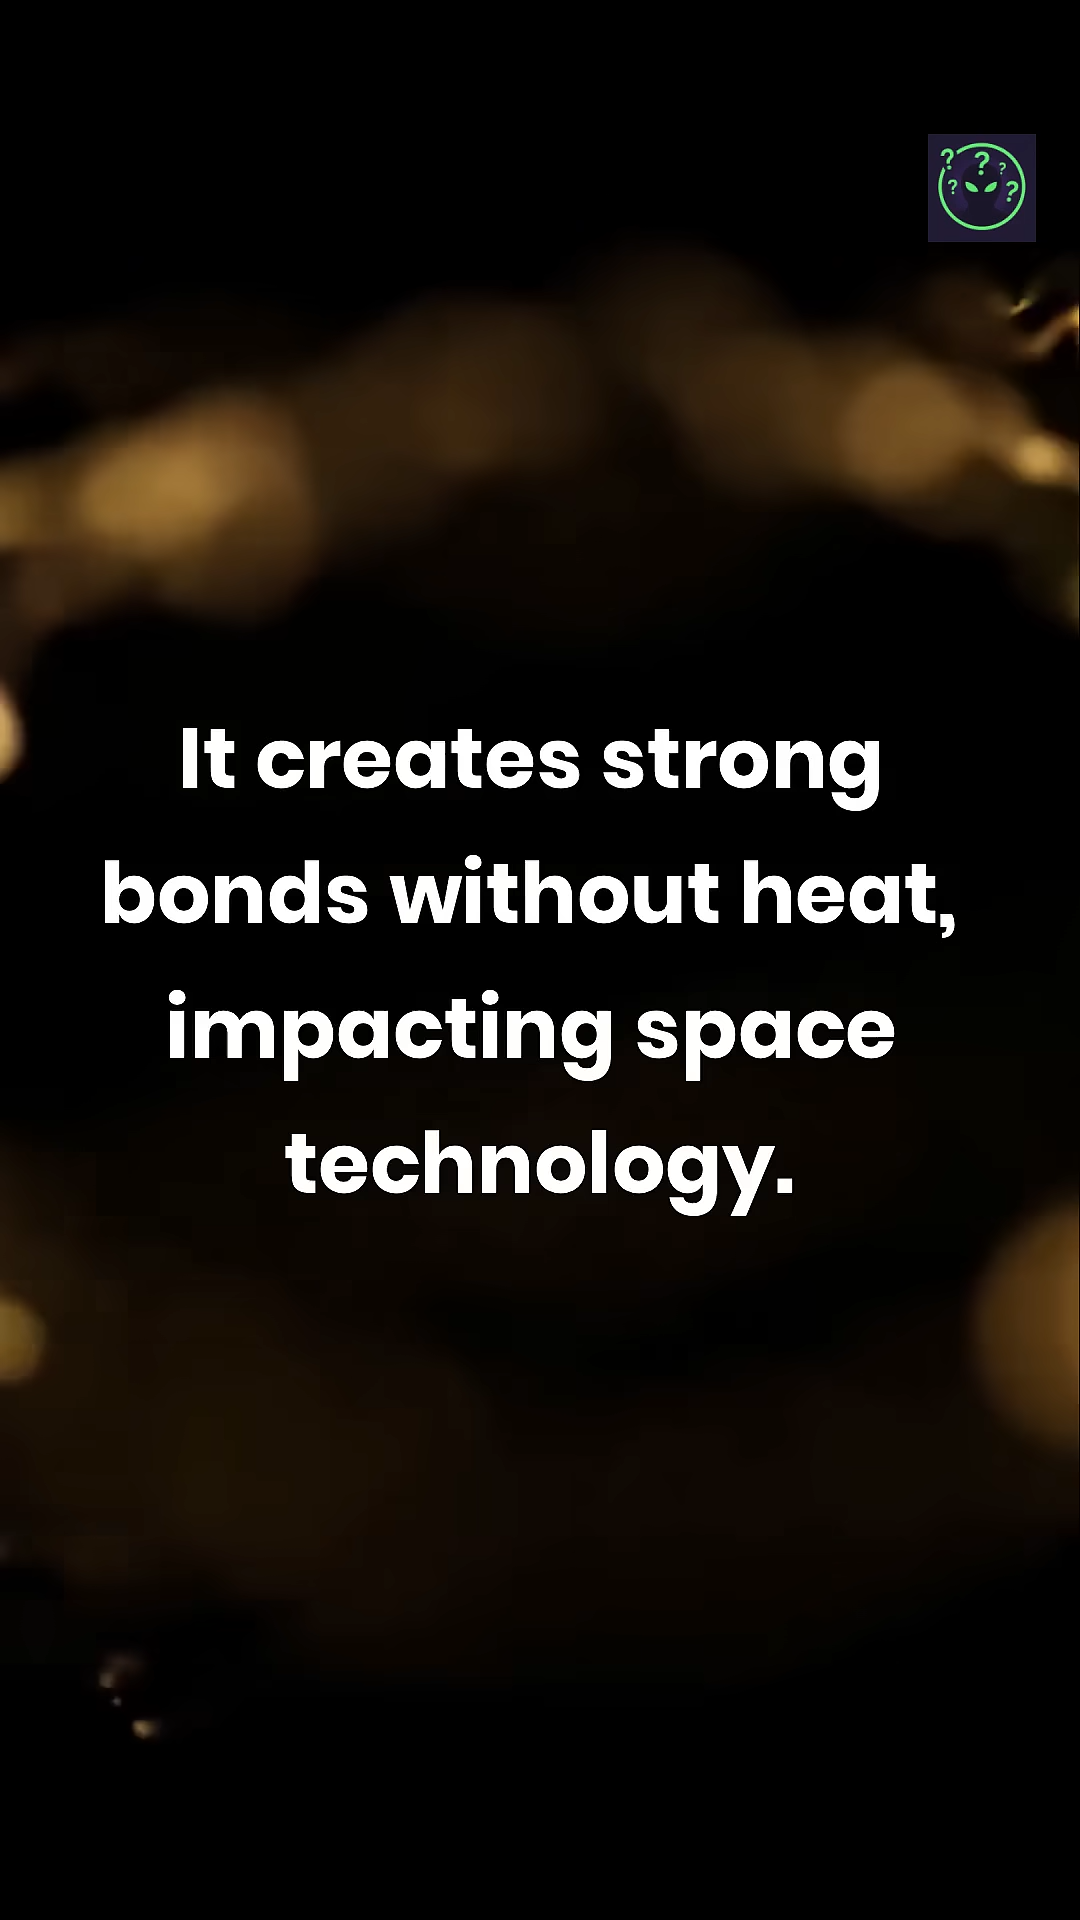 It creates strong
bonds without heat,
impacting space
technology.